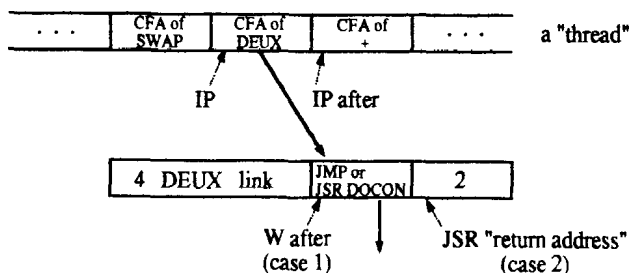 · · · CFA of SWAP CFA of DEUX CFA of + · · · a "thread"
IP IP after
4 DEUX link JMP or JSR DOCON 2
W after (case 1) JSR "return address" (case 2)